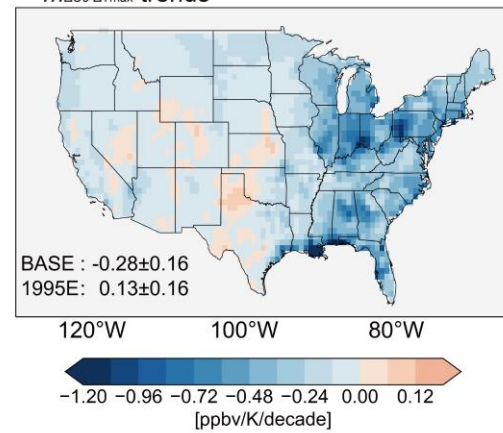 trends
BASE : -0.28±0.16
1995E: 0.13±0.16
120°W 100°W 80°W
−1.20 −0.96 −0.72 −0.48 −0.24 0.00 0.12
[ppbv/K/decade]